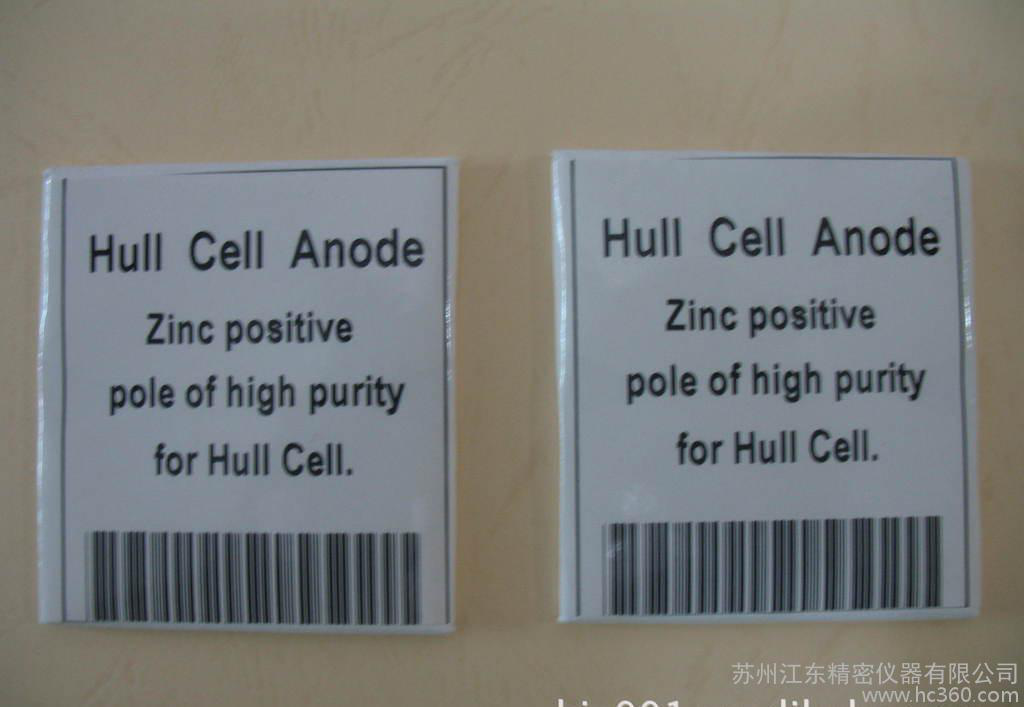 Hull Cell Anode
Zinc positive
pole of high purity
for Hull Cell.
Hull Cell Anode
Zinc positive
pole of high purity
for Hull Cell.
苏州江东精密仪器有限公司
www.hc360.com